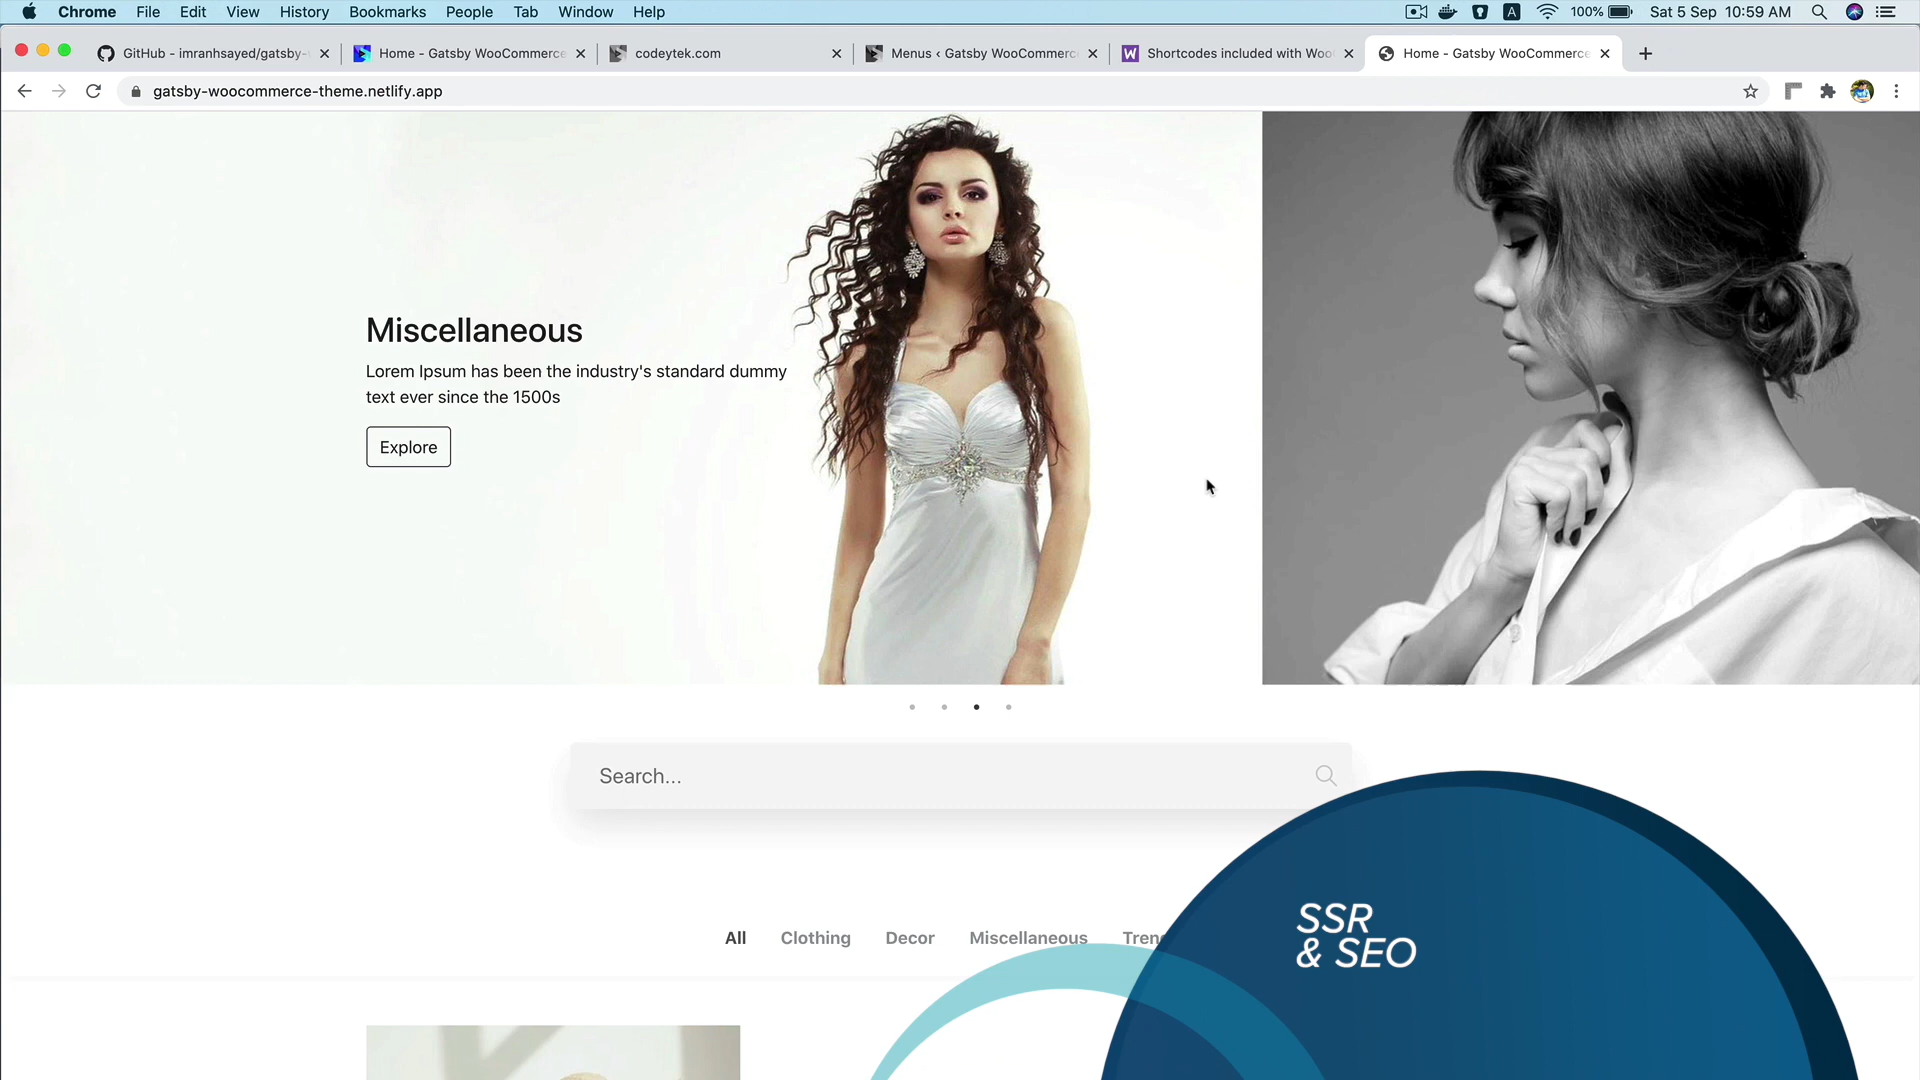 Chrome File Edit View History Bookmarks People Tab Window Help
A 100% Sat 5 Sep 10:59 AM
GitHub - imranhsayed/gatsby-
Home - Gatsby WooCommerce
codeytek.com
Menus ‹ Gatsby WooCommerc
W Shortcodes included with Woo
Home - Gatsby WooCommerce
gatsby-woocommerce-theme.netlify.app
Miscellaneous
Lorem Ipsum has been the industry's standard dummy
text ever since the 1500s
Explore
Search...
All Clothing Decor Miscellaneous Tren
SSR
& SEO